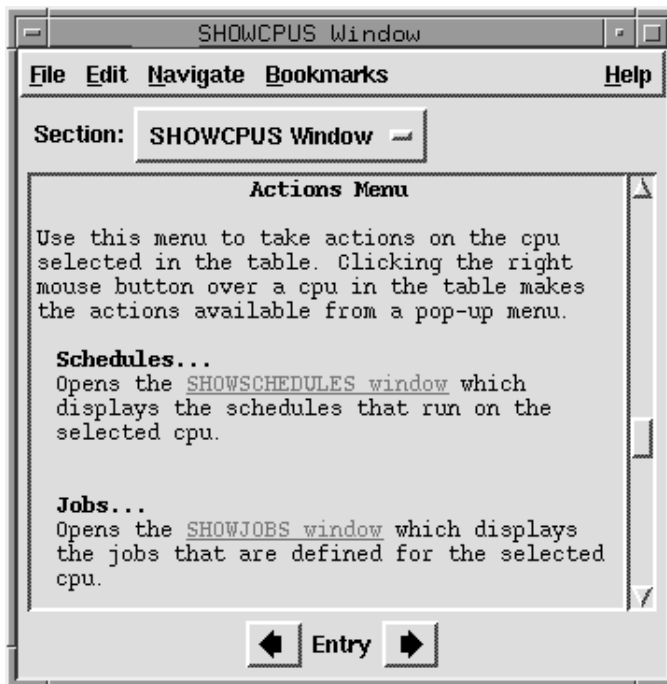 SHOWCPUS Window
File Edit Navigate Bookmarks Help
Section: SHOWCPUS Window
Actions Menu
Use this menu to take actions on the cpu
selected in the table. Clicking the right
mouse button over a cpu in the table makes
the actions available from a pop-up menu.
Schedules...
Opens the SHOWSCHEDULES window which
displays the schedules that run on the
selected cpu.
Jobs...
Opens the SHOWJOBS window which displays
the jobs that are defined for the selected
cpu.
Entry